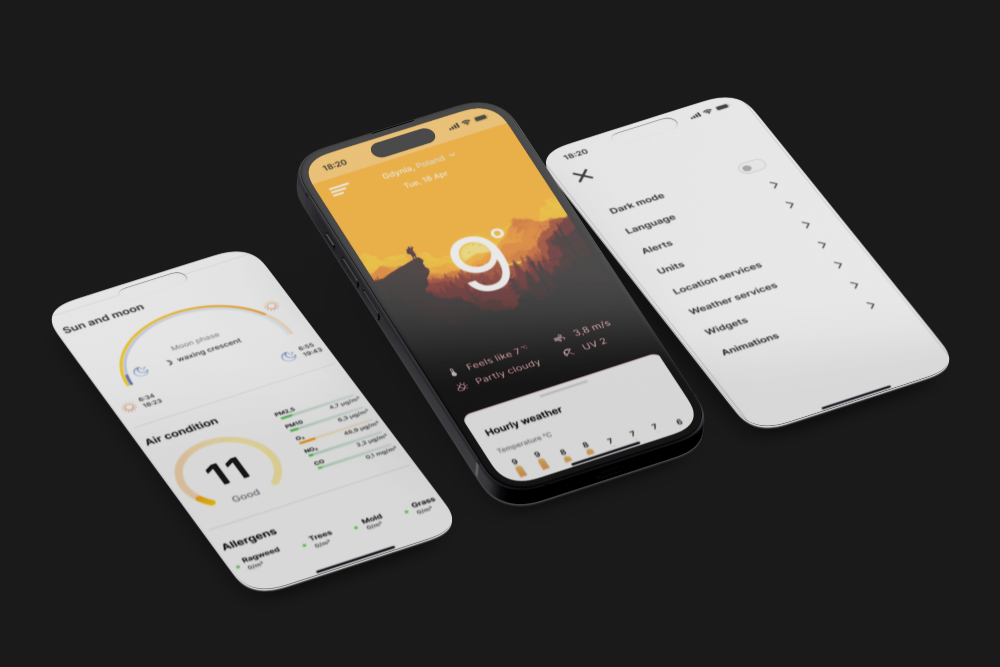 Sun and moon
Moon phase
waxing crescent
6:34
18:23
6:55
19:43
Air condition
11
Good
PM2,5 4,7 µg/m³
PM10 6,3 µg/m³
O₃ 48,9 µg/m³
NO₂ 2,2 µg/m³
CO 0,1 mg/m³
Allergens
Ragweed
0/m³
Trees
0/m³
Mold
0/m³
Grass
0/m³
18:20
Gdynia, Poland
Tue, 18 Apr
9°
Feels like 7°C
3,8 m/s
Partly cloudy
UV 2
Hourly weather
Temperature °C
9 9 8 8 7 7 7 6
18:20
Dark mode
Language
Alerts
Units
Location services
Weather services
Widgets
Animations